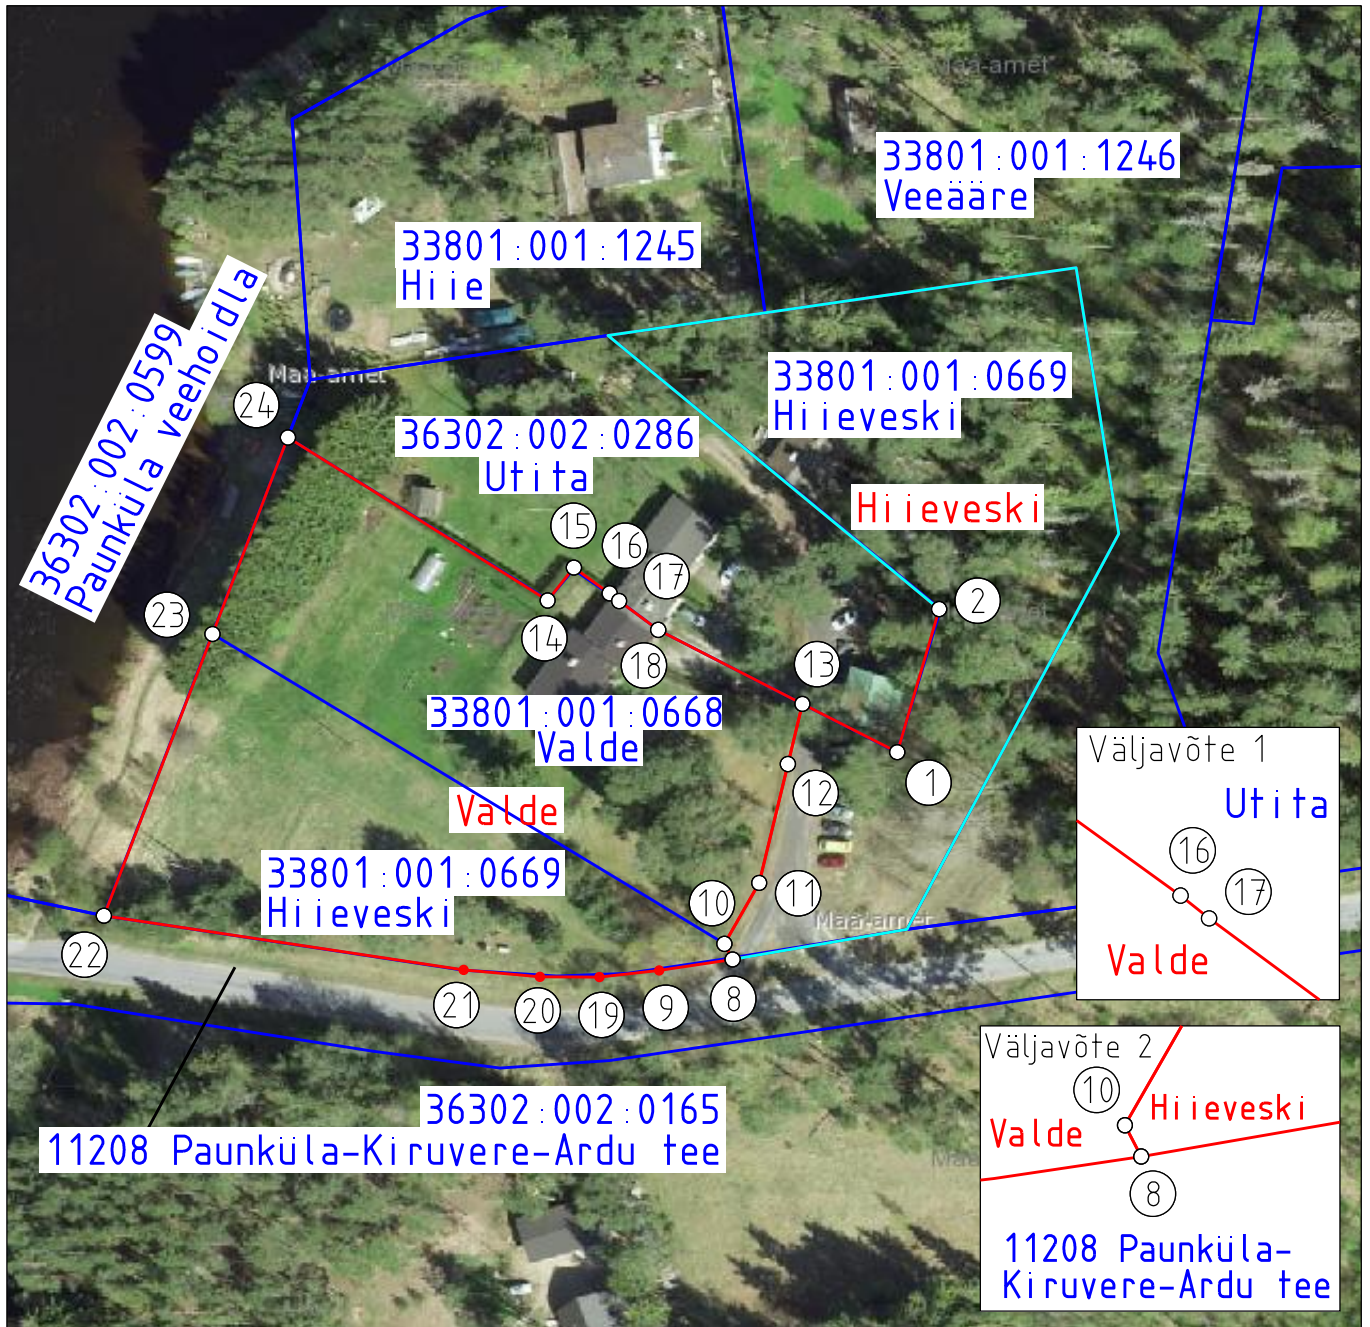 Maa-amet
33801:001:1246
Veeääre
33801:001:1245
Hiie
36302:002:0599
Paunküla veehoidla
Maa-amet
24
33801:001:0669
Hiieveski
36302:002:0286
Utita
Hiieveski
15
16
17
2
23
14
18
13
33801:001:0668
Valde
1
12
Valde
33801:001:0669
Hiieveski
10
11
Maa-amet
22
21
20
19
9
8
36302:002:0165
11208 Paunküla-Kiruvere-Ardu tee
Väljavõte 1
Utita
16
17
Valde
Väljavõte 2
10
Hiieveski
Valde
8
11208 Paunküla-
Kiruvere-Ardu tee